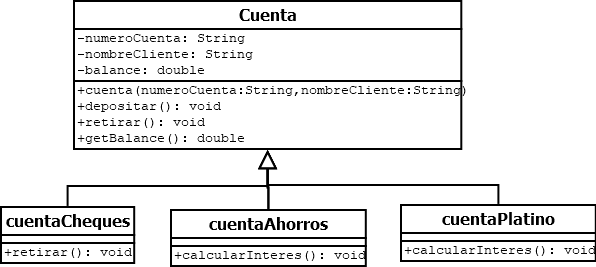 Cuenta
-numeroCuenta: String
-nombreCliente: String
-balance: double
+cuenta(numeroCuenta:String,nombreCliente:String)
+depositar(): void
+retirar(): void
+getBalance(): double
cuentaCheques
+retirar(): void
cuentaAhorros
+calcularInteres(): void
cuentaPlatino
+calcularInteres(): void